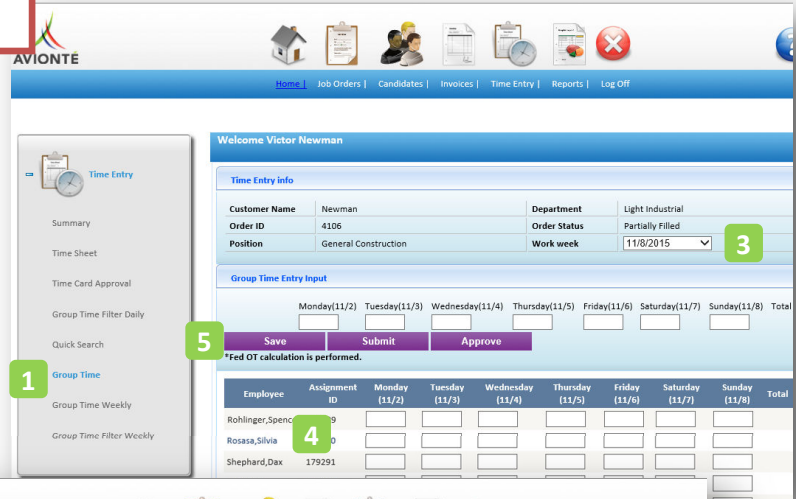 AVIONTÉ
Home | Job Orders | Candidates | Invoices | Time Entry | Reports | Log Off
Welcome Victor Newman
Time Entry
Time Entry info
Customer Name Newman Department Light Industrial
Order ID 4106 Order Status Partially Filled
Position General Construction Work week 11/8/2015
3
Summary
Time Sheet
Time Card Approval
Group Time Filter Daily
Quick Search
Group Time
Group Time Weekly
Group Time Filter Weekly
1
Group Time Entry Input
Monday(11/2) Tuesday(11/3) Wednesday(11/4) Thursday(11/5) Friday(11/6) Saturday(11/7) Sunday(11/8) Total
5
Save Submit Approve
*Fed OT calculation is performed.
Employee Assignment ID Monday (11/2) Tuesday (11/3) Wednesday (11/4) Thursday (11/5) Friday (11/6) Saturday (11/7) Sunday (11/8) Total
Rohlinger,Spenc 9
Rosasa,Silvia 0
4
Shephard,Dax 179291